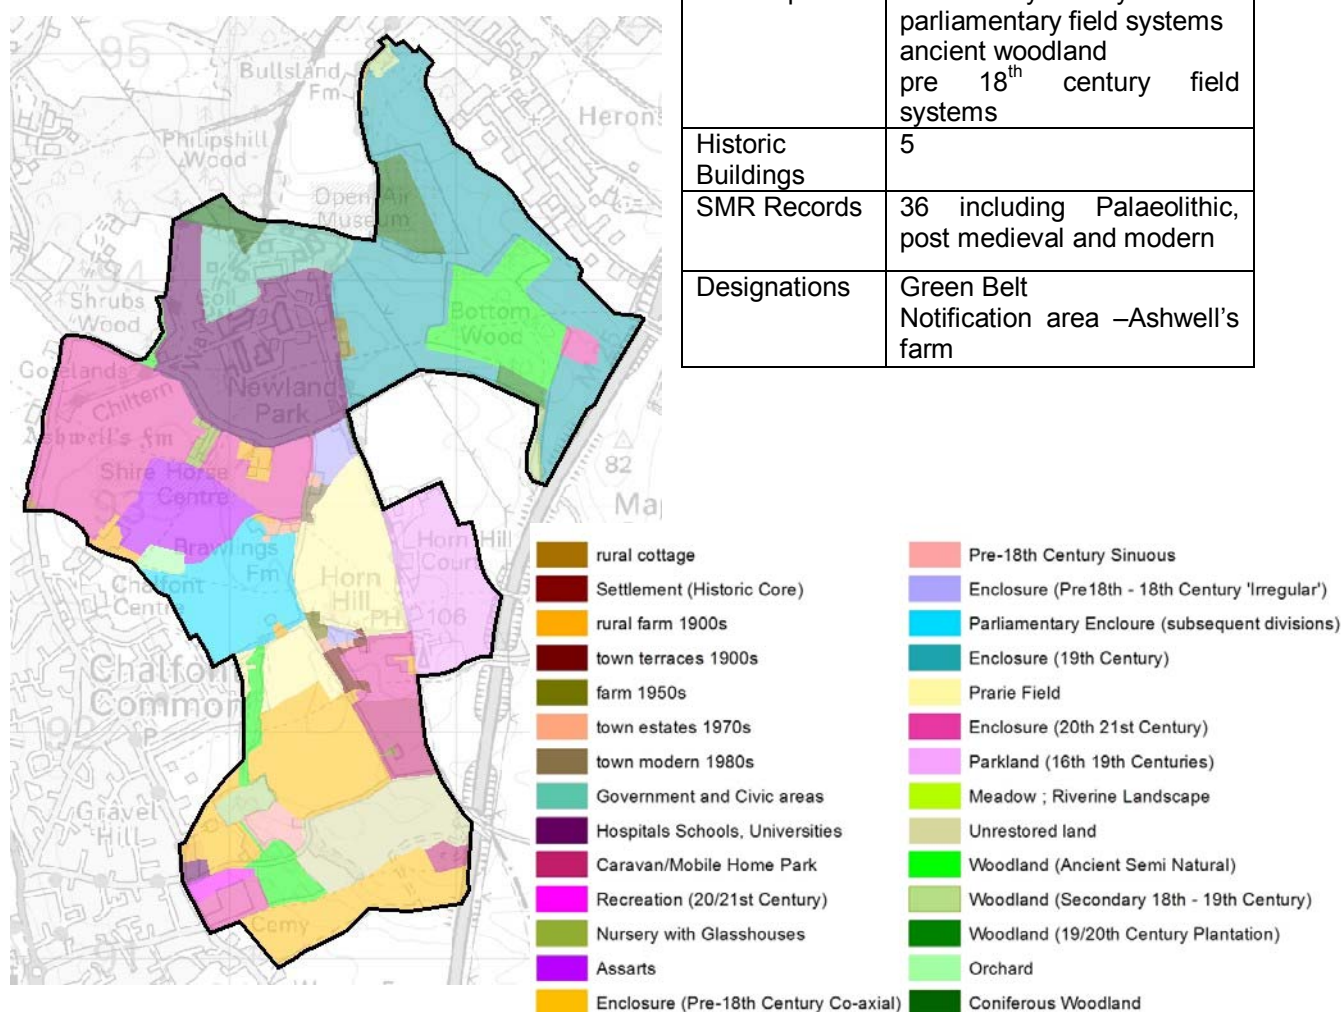 parliamentary field systems
ancient woodland
pre 18th century field
systems
Historic
Buildings
5
SMR Records
36 including Palaeolithic,
post medieval and modern
Designations
Green Belt
Notification area –Ashwell's
farm
95
Bullsland
Fm
Herons
Philipshill
Wood
Open Air
Museum
94
Shrubs
Wood
Bottom
Wood
Newland
Park
Gorelands
Chiltern
Ashwell's fm
Shire Horse
Centre
93
82
Ma
Horn Hill
Court
Brawlings
Fm
Chalfont
Centre
Horn
Hill
PH
106
Chalfont
Common
92
P
Gravel
Hill
Cemy
rural cottage
Settlement (Historic Core)
rural farm 1900s
town terraces 1900s
farm 1950s
town estates 1970s
town modern 1980s
Government and Civic areas
Hospitals Schools, Universities
Caravan/Mobile Home Park
Recreation (20/21st Century)
Nursery with Glasshouses
Assarts
Enclosure (Pre-18th Century Co-axial)
Pre-18th Century Sinuous
Enclosure (Pre18th - 18th Century 'Irregular')
Parliamentary Encloure (subsequent divisions)
Enclosure (19th Century)
Prarie Field
Enclosure (20th 21st Century)
Parkland (16th 19th Centuries)
Meadow ; Riverine Landscape
Unrestored land
Woodland (Ancient Semi Natural)
Woodland (Secondary 18th - 19th Century)
Woodland (19/20th Century Plantation)
Orchard
Coniferous Woodland